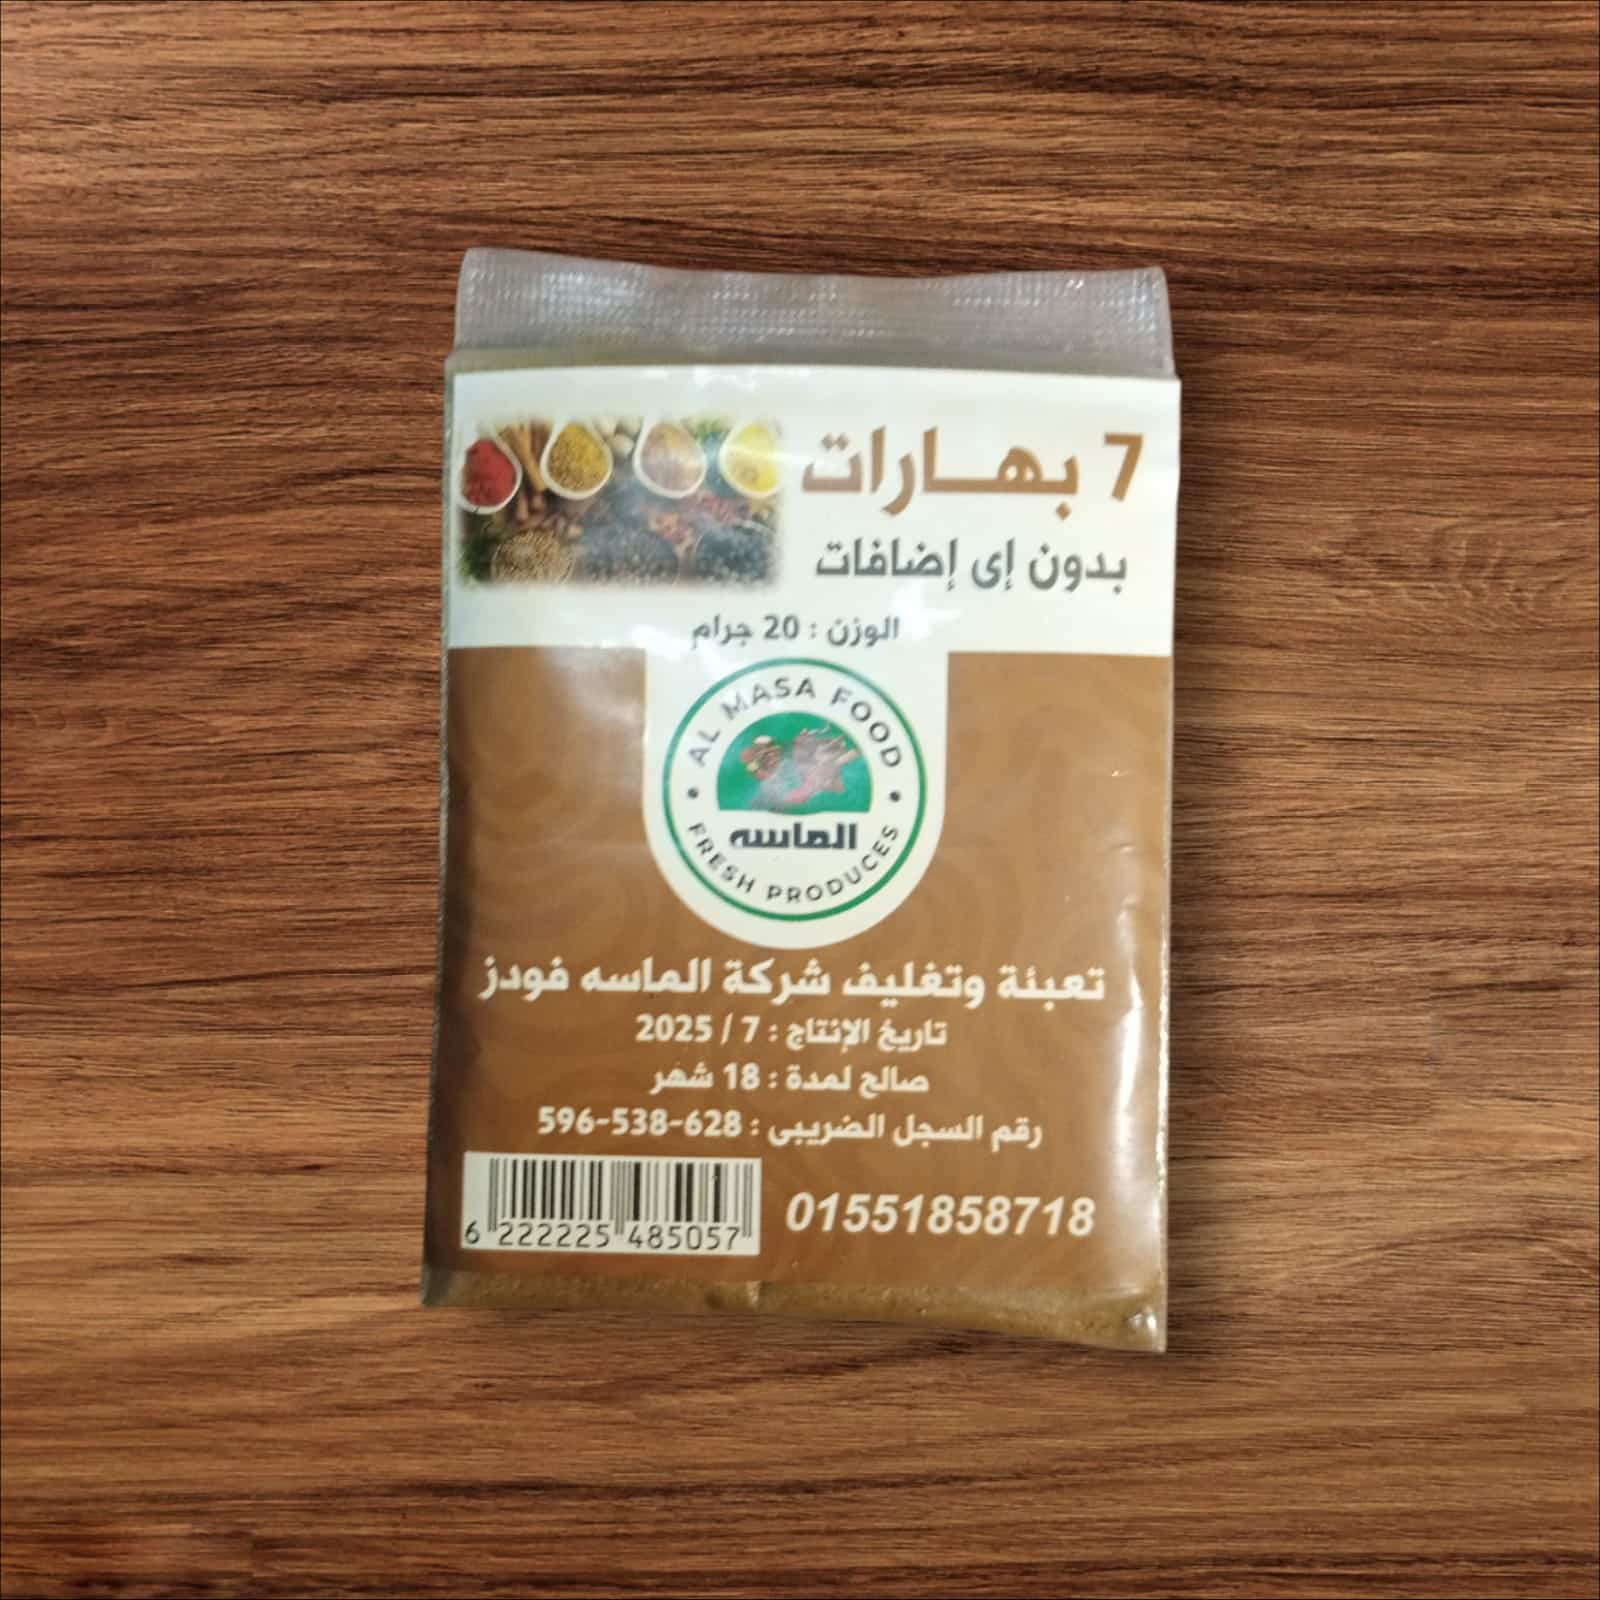 7 بهارات
بدون إى إضافات
الوزن : 20 جرام
AL MASA FOOD
الماسه
FRESH PRODUCES
تعبئة وتغليف شركة الماسه فودز
تاريخ الإنتاج : 7 / 2025
صالح لمدة : 18 شهر
رقم السجل الضريبى : 628-538-596
01551858718
6 222225 485057